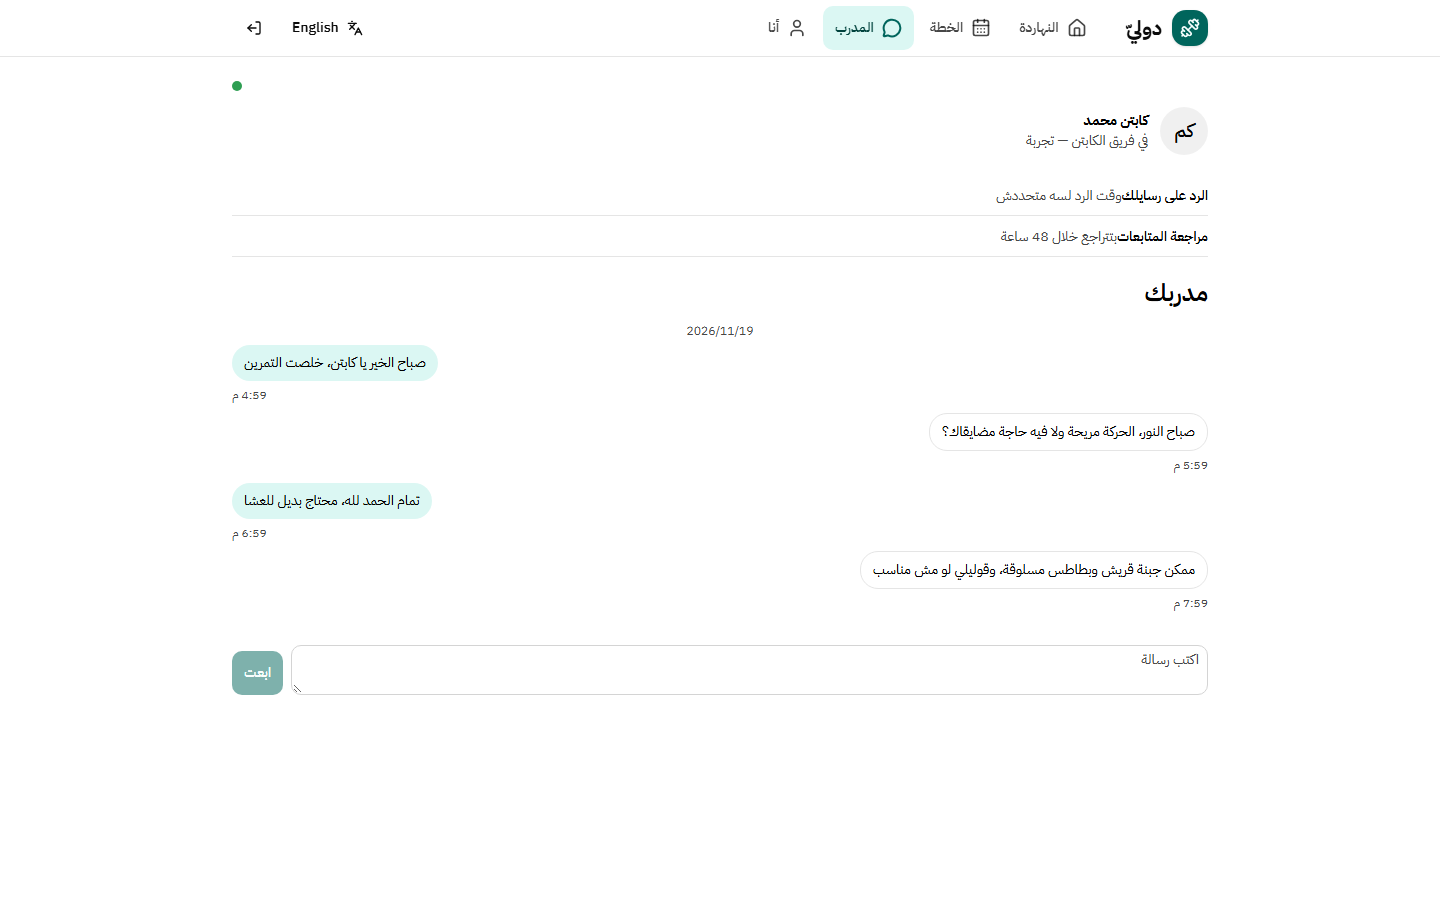 دوليّ
النهاردة
الخطة
المدرب
أنا
English
كم
كابتن محمد
في فريق الكابتن — تجربة
الرد على رسايلك وقت الرد لسه متحددش
مراجعة المتابعات بتتراجع خلال 48 ساعة
مدربك
2026/11/19
صباح الخير يا كابتن، خلصت التمرين
4:59 م
صباح النور، الحركة مريحة ولا فيه حاجة مضايقاك؟
5:59 م
تمام الحمد لله، محتاج بديل للعشا
6:59 م
ممكن جبنة قريش وبطاطس مسلوقة، وقوليلي لو مش مناسب
7:59 م
اكتب رسالة
ابعت